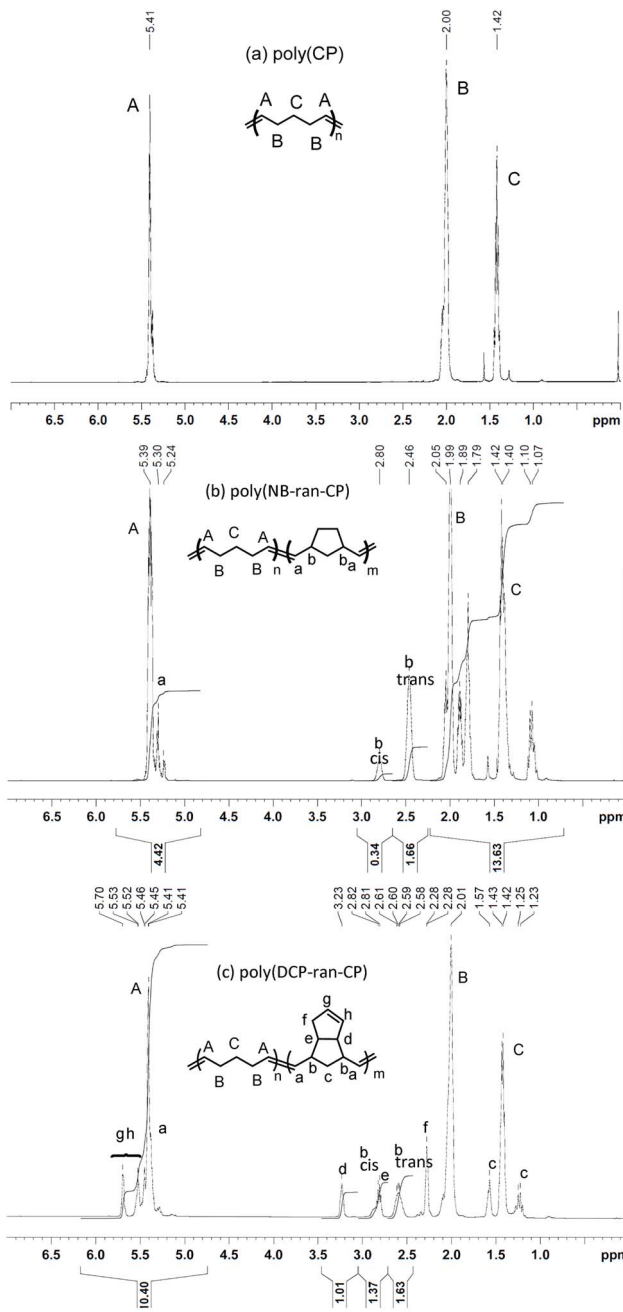 5.41
2.00
1.42
(a) poly(CP)
A
B
C
A C A
B B
n
6.5 6.0 5.5 5.0 4.5 4.0 3.5 3.0 2.5 2.0 1.5 1.0 ppm
5.39
5.30
5.24
2.80
2.46
2.05
1.99
1.89
1.79
1.42
1.40
1.10
1.07
(b) poly(NB-ran-CP)
A
B
A C A
B B
n
a b b a
m
C
a
b
trans
b
cis
6.5 6.0 5.5 5.0 4.5 4.0 3.5 3.0 2.5 2.0 1.5 1.0 ppm
4.42
0.34
1.66
13.63
5.70
5.53
5.52
5.46
5.45
5.41
5.41
3.23
2.82
2.81
2.61
2.60
2.59
2.58
2.28
2.28
2.01
1.57
1.43
1.42
1.25
1.23
(c) poly(DCP-ran-CP)
A
B
g
f h
e d
A C A
B B
n
a b c b a
m
C
gh
a
d
b
cis
e
b
trans
f
c
c
6.5 6.0 5.5 5.0 4.5 4.0 3.5 3.0 2.5 2.0 1.5 1.0 ppm
10.40
1.01
1.37
1.63